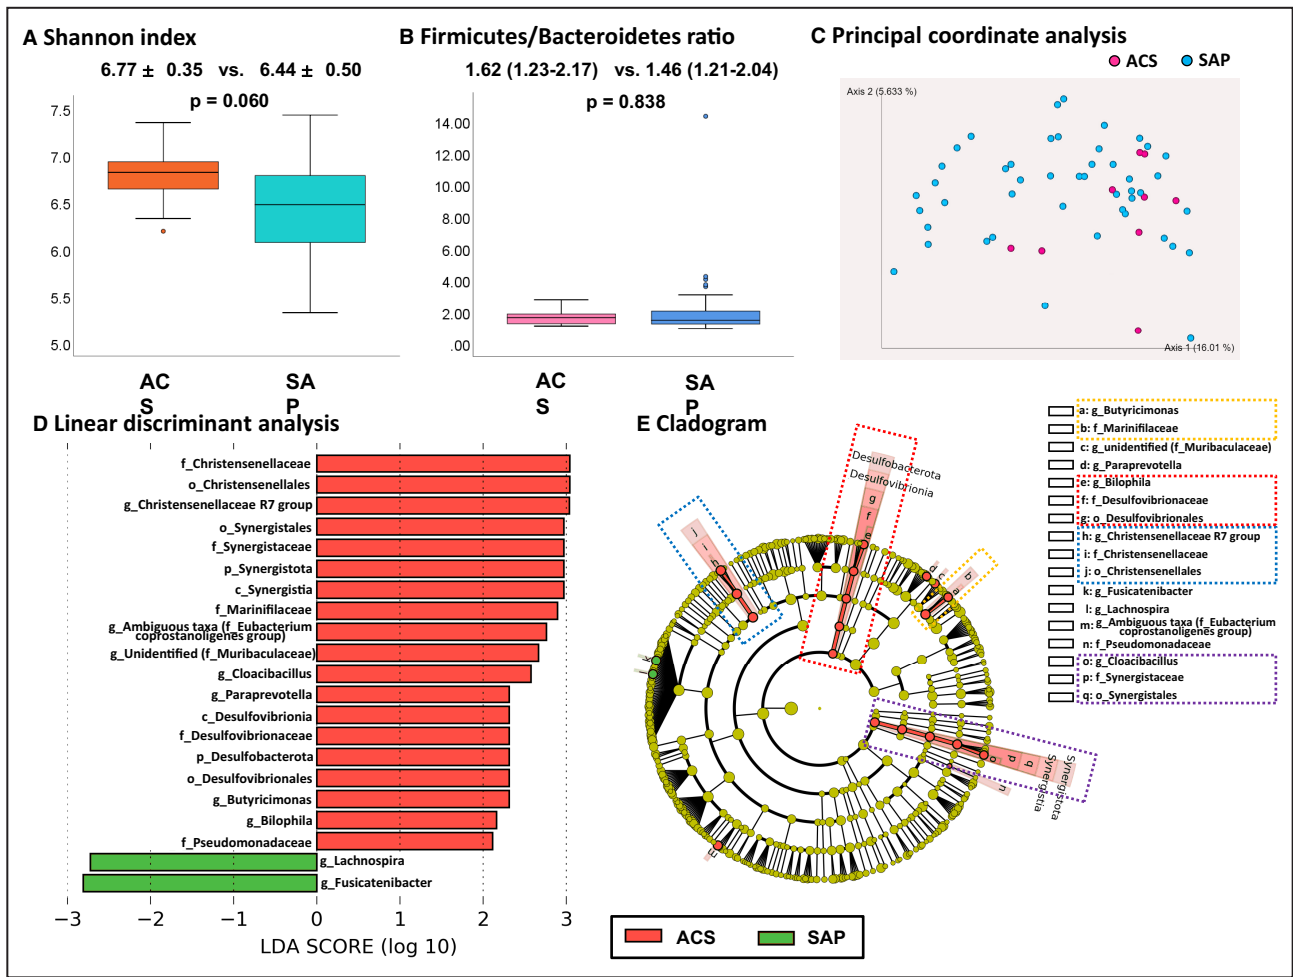 A Shannon index
6.77 ± 0.35 vs. 6.44 ± 0.50
p = 0.060
7.5
7.0
6.5
6.0
5.5
5.0
AC
S
SA
P
B Firmicutes/Bacteroidetes ratio
1.62 (1.23-2.17) vs. 1.46 (1.21-2.04)
p = 0.838
14.00
12.00
10.00
8.00
6.00
4.00
2.00
.00
AC
S
SA
P
C Principal coordinate analysis
ACS SAP
Axis 2 (5.633 %)
Axis 1 (16.01 %)
D Linear discriminant analysis
f_Christensenellaceae
o_Christensenellales
g_Christensenellaceae R7 group
o_Synergistales
f_Synergistaceae
p_Synergistota
c_Synergistia
f_Marinifilaceae
g_Ambiguous taxa (f_Eubacterium
coprostanoligenes group)
g_Unidentified (f_Muribaculaceae)
g_Cloacibacillus
g_Paraprevotella
c_Desulfovibrionia
f_Desulfovibrionaceae
p_Desulfobacterota
o_Desulfovibrionales
g_Butyricimonas
g_Bilophila
f_Pseudomonadaceae
g_Lachnospira
g_Fusicatenibacter
−3 −2 −1 0 1 2 3
LDA SCORE (log 10)
E Cladogram
Desulfobacterota
Desulfovibrionia
g
f
e
j
i
h
d
c
b
a
k
l
m
n
o
p
q
Synergistia
Synergistota
a: g_Butyricimonas
b: f_Marinifilaceae
c: g_unidentified (f_Muribaculaceae)
d: g_Paraprevotella
e: g_Bilophila
f: f_Desulfovibrionaceae
g: o_Desulfovibrionales
h: g_Christensenellaceae R7 group
i: f_Christensenellaceae
j: o_Christensenellales
k: g_Fusicatenibacter
l: g_Lachnospira
m: g_Ambiguous taxa (f_Eubacterium
coprostanoligenes group)
n: f_Pseudomonadaceae
o: g_Cloacibacillus
p: f_Synergistaceae
q: o_Synergistales
ACS SAP